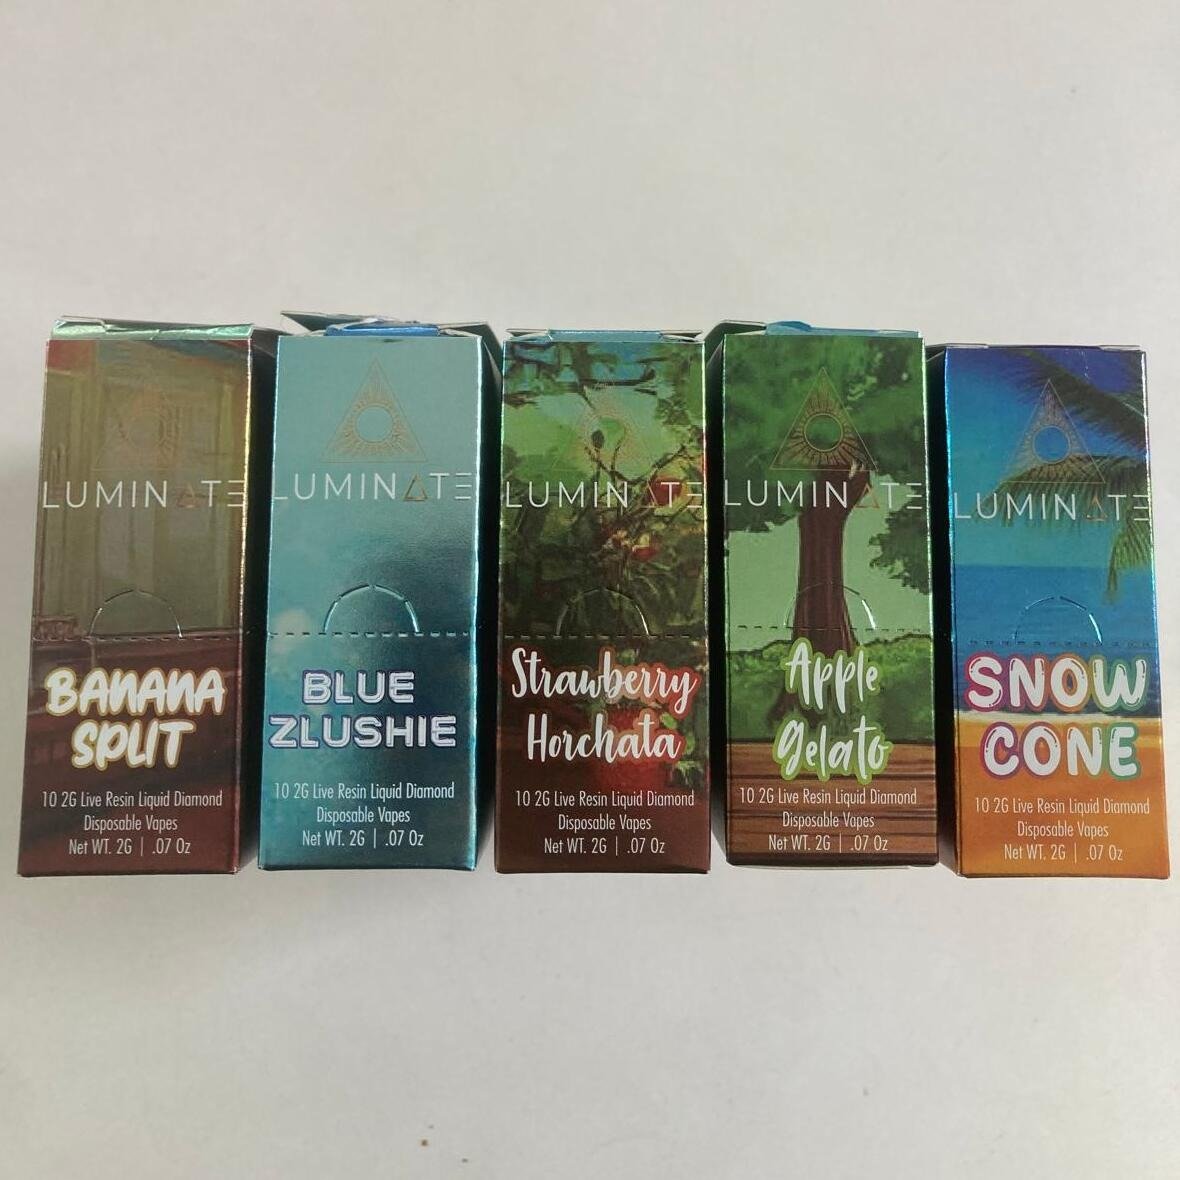 LUMINATE
BANANA
SPLIT
10 2G Live Resin Liquid Diamond
Disposable Vapes
Net WT. 2G | .07 Oz
LUMINATE
BLUE
ZLUSHIE
10 2G Live Resin Liquid Diamond
Disposable Vapes
Net WT. 2G | .07 Oz
LUMINATE
Strawberry
Horchata
10 2G Live Resin Liquid Diamond
Disposable Vapes
Net WT. 2G | .07 Oz
LUMINATE
Apple
Gelato
10 2G Live Resin Liquid Diamond
Disposable Vapes
Net WT. 2G | .07 Oz
LUMINATE
SNOW
CONE
10 2G Live Resin Liquid Diamond
Disposable Vapes
Net WT. 2G | .07 Oz